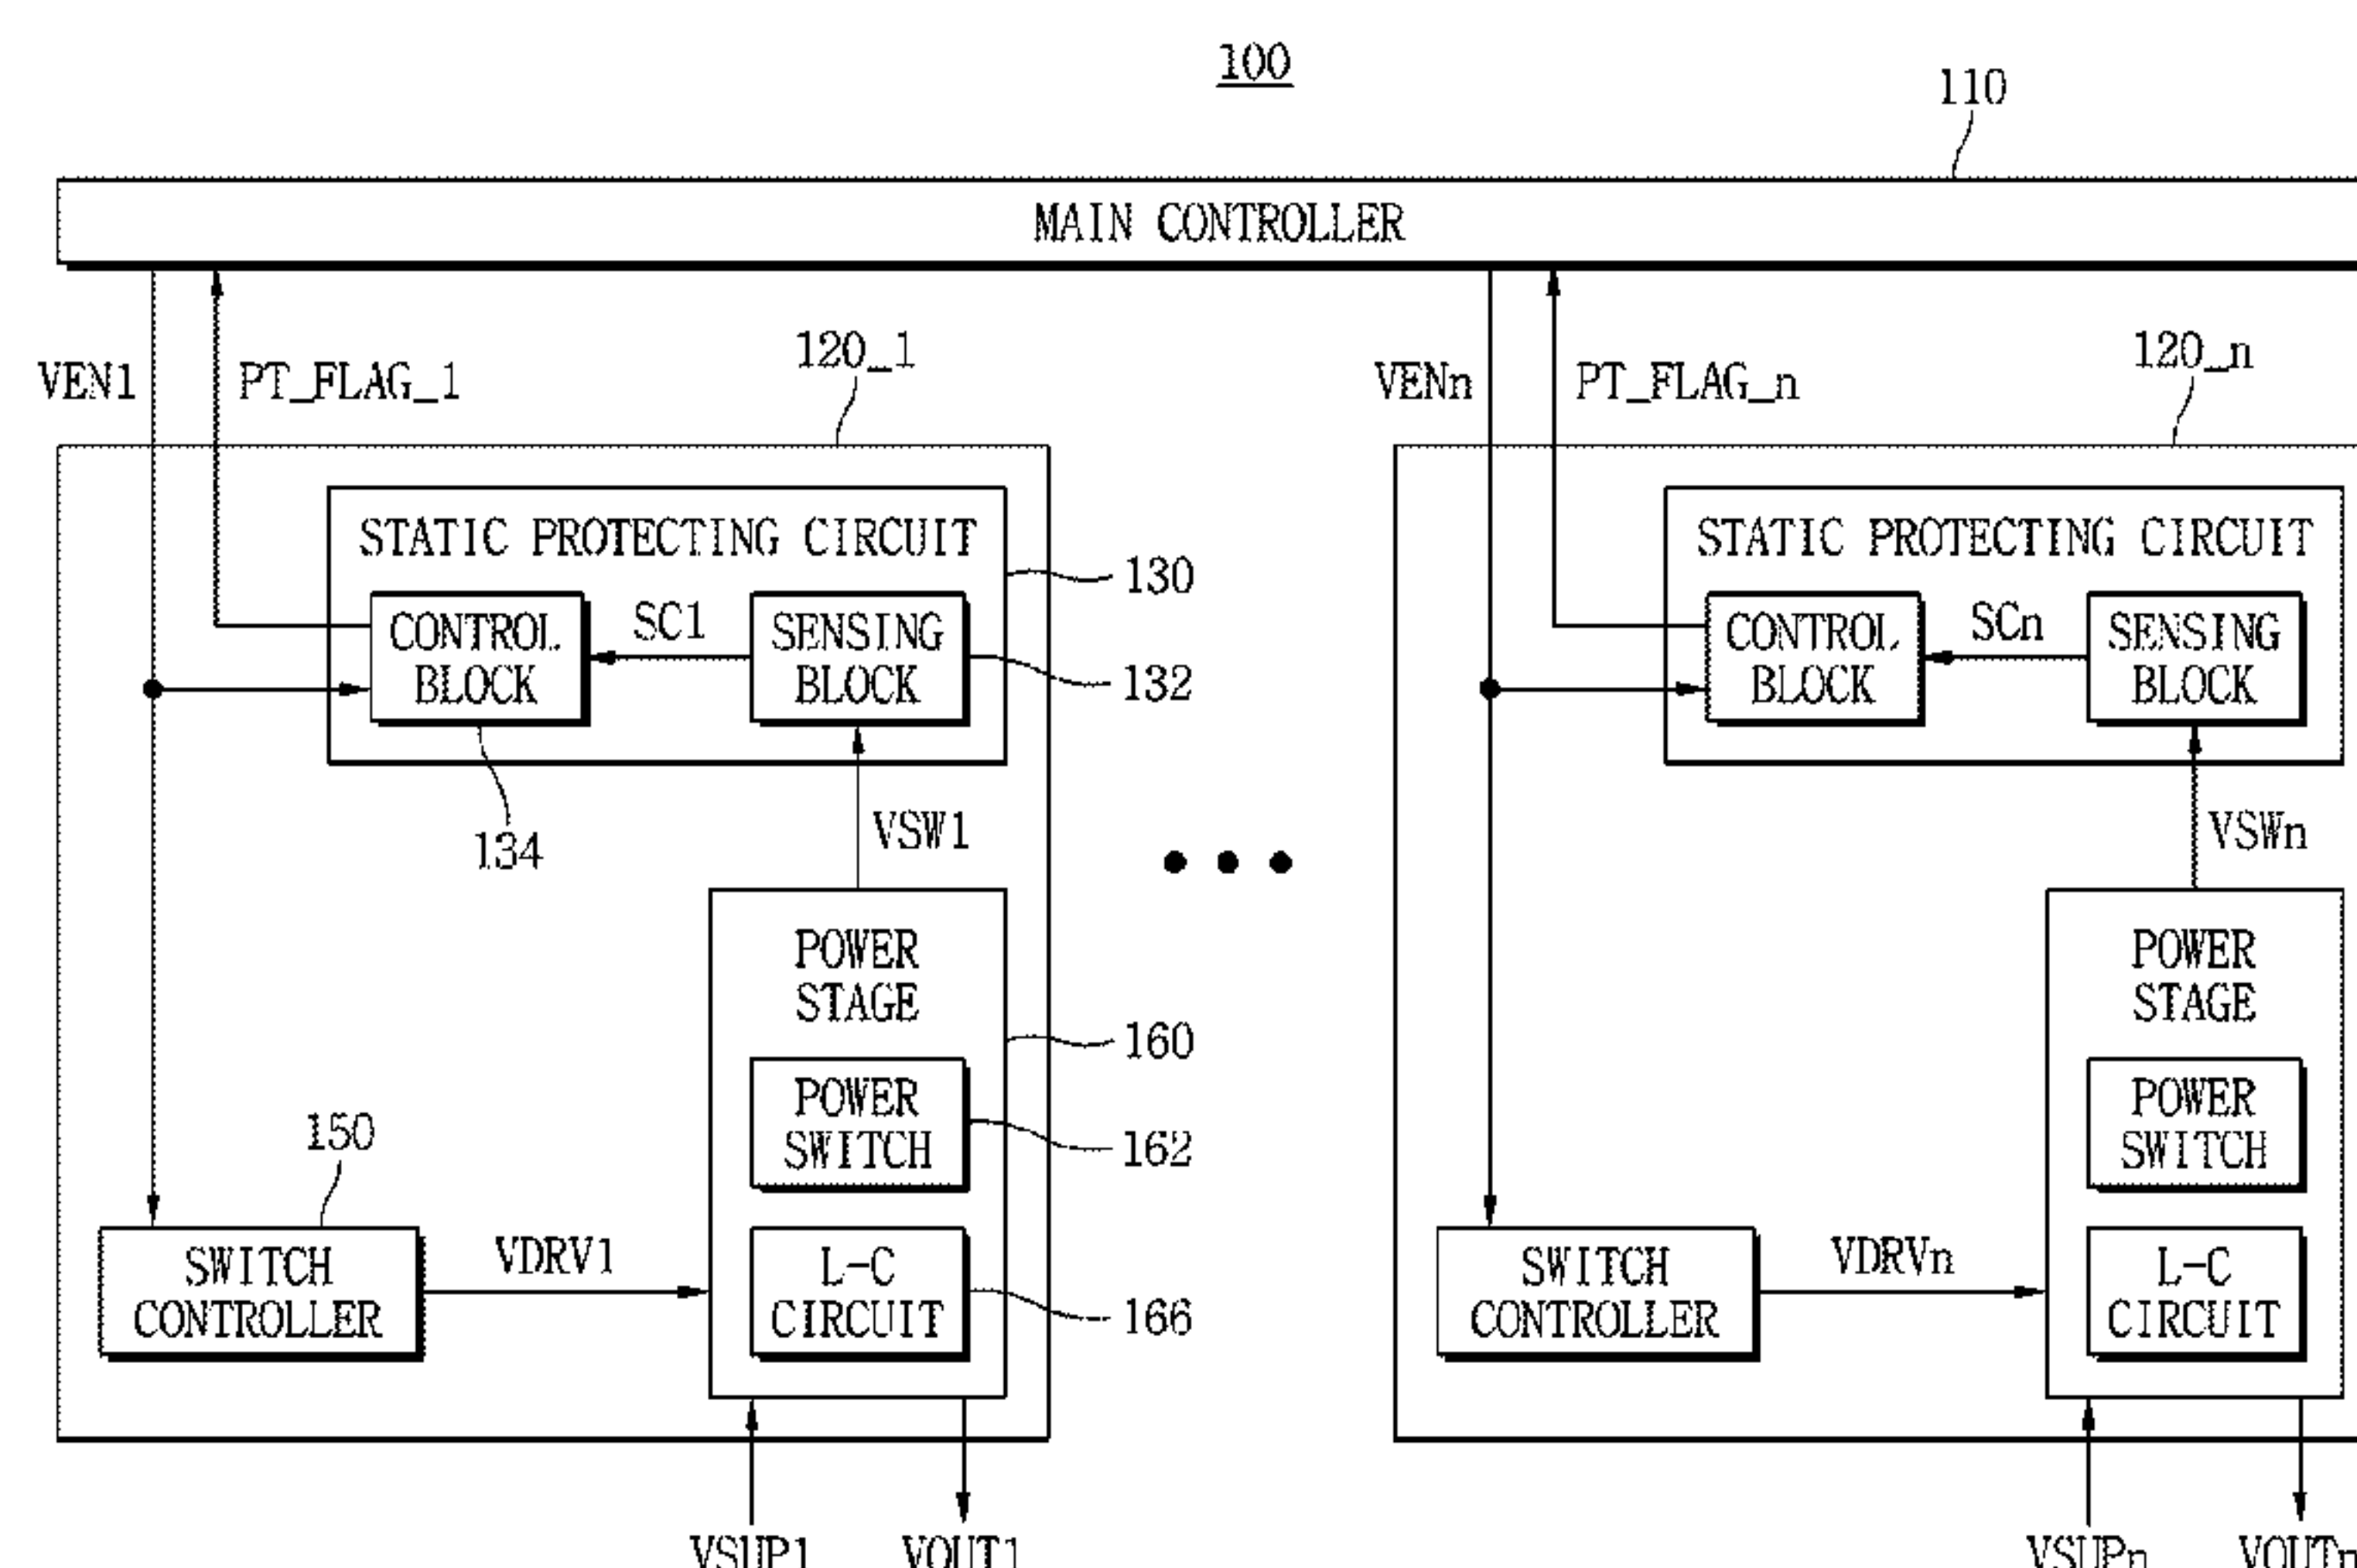 100
110
MAIN CONTROLLER
VEN1
PT_FLAG_1
120_1
VENn
PT_FLAG_n
120_n
STATIC PROTECTING CIRCUIT
130
CONTROL
BLOCK
SC1
SENSING
BLOCK
132
134
VSW1
POWER
STAGE
160
POWER
SWITCH
162
150
SWITCH
CONTROLLER
VDRV1
L-C
CIRCUIT
166
VSUP1
VOUT1
STATIC PROTECTING CIRCUIT
CONTROL
BLOCK
SCn
SENSING
BLOCK
VSWn
POWER
STAGE
POWER
SWITCH
SWITCH
CONTROLLER
VDRVn
L-C
CIRCUIT
VSUPn
VOUTn